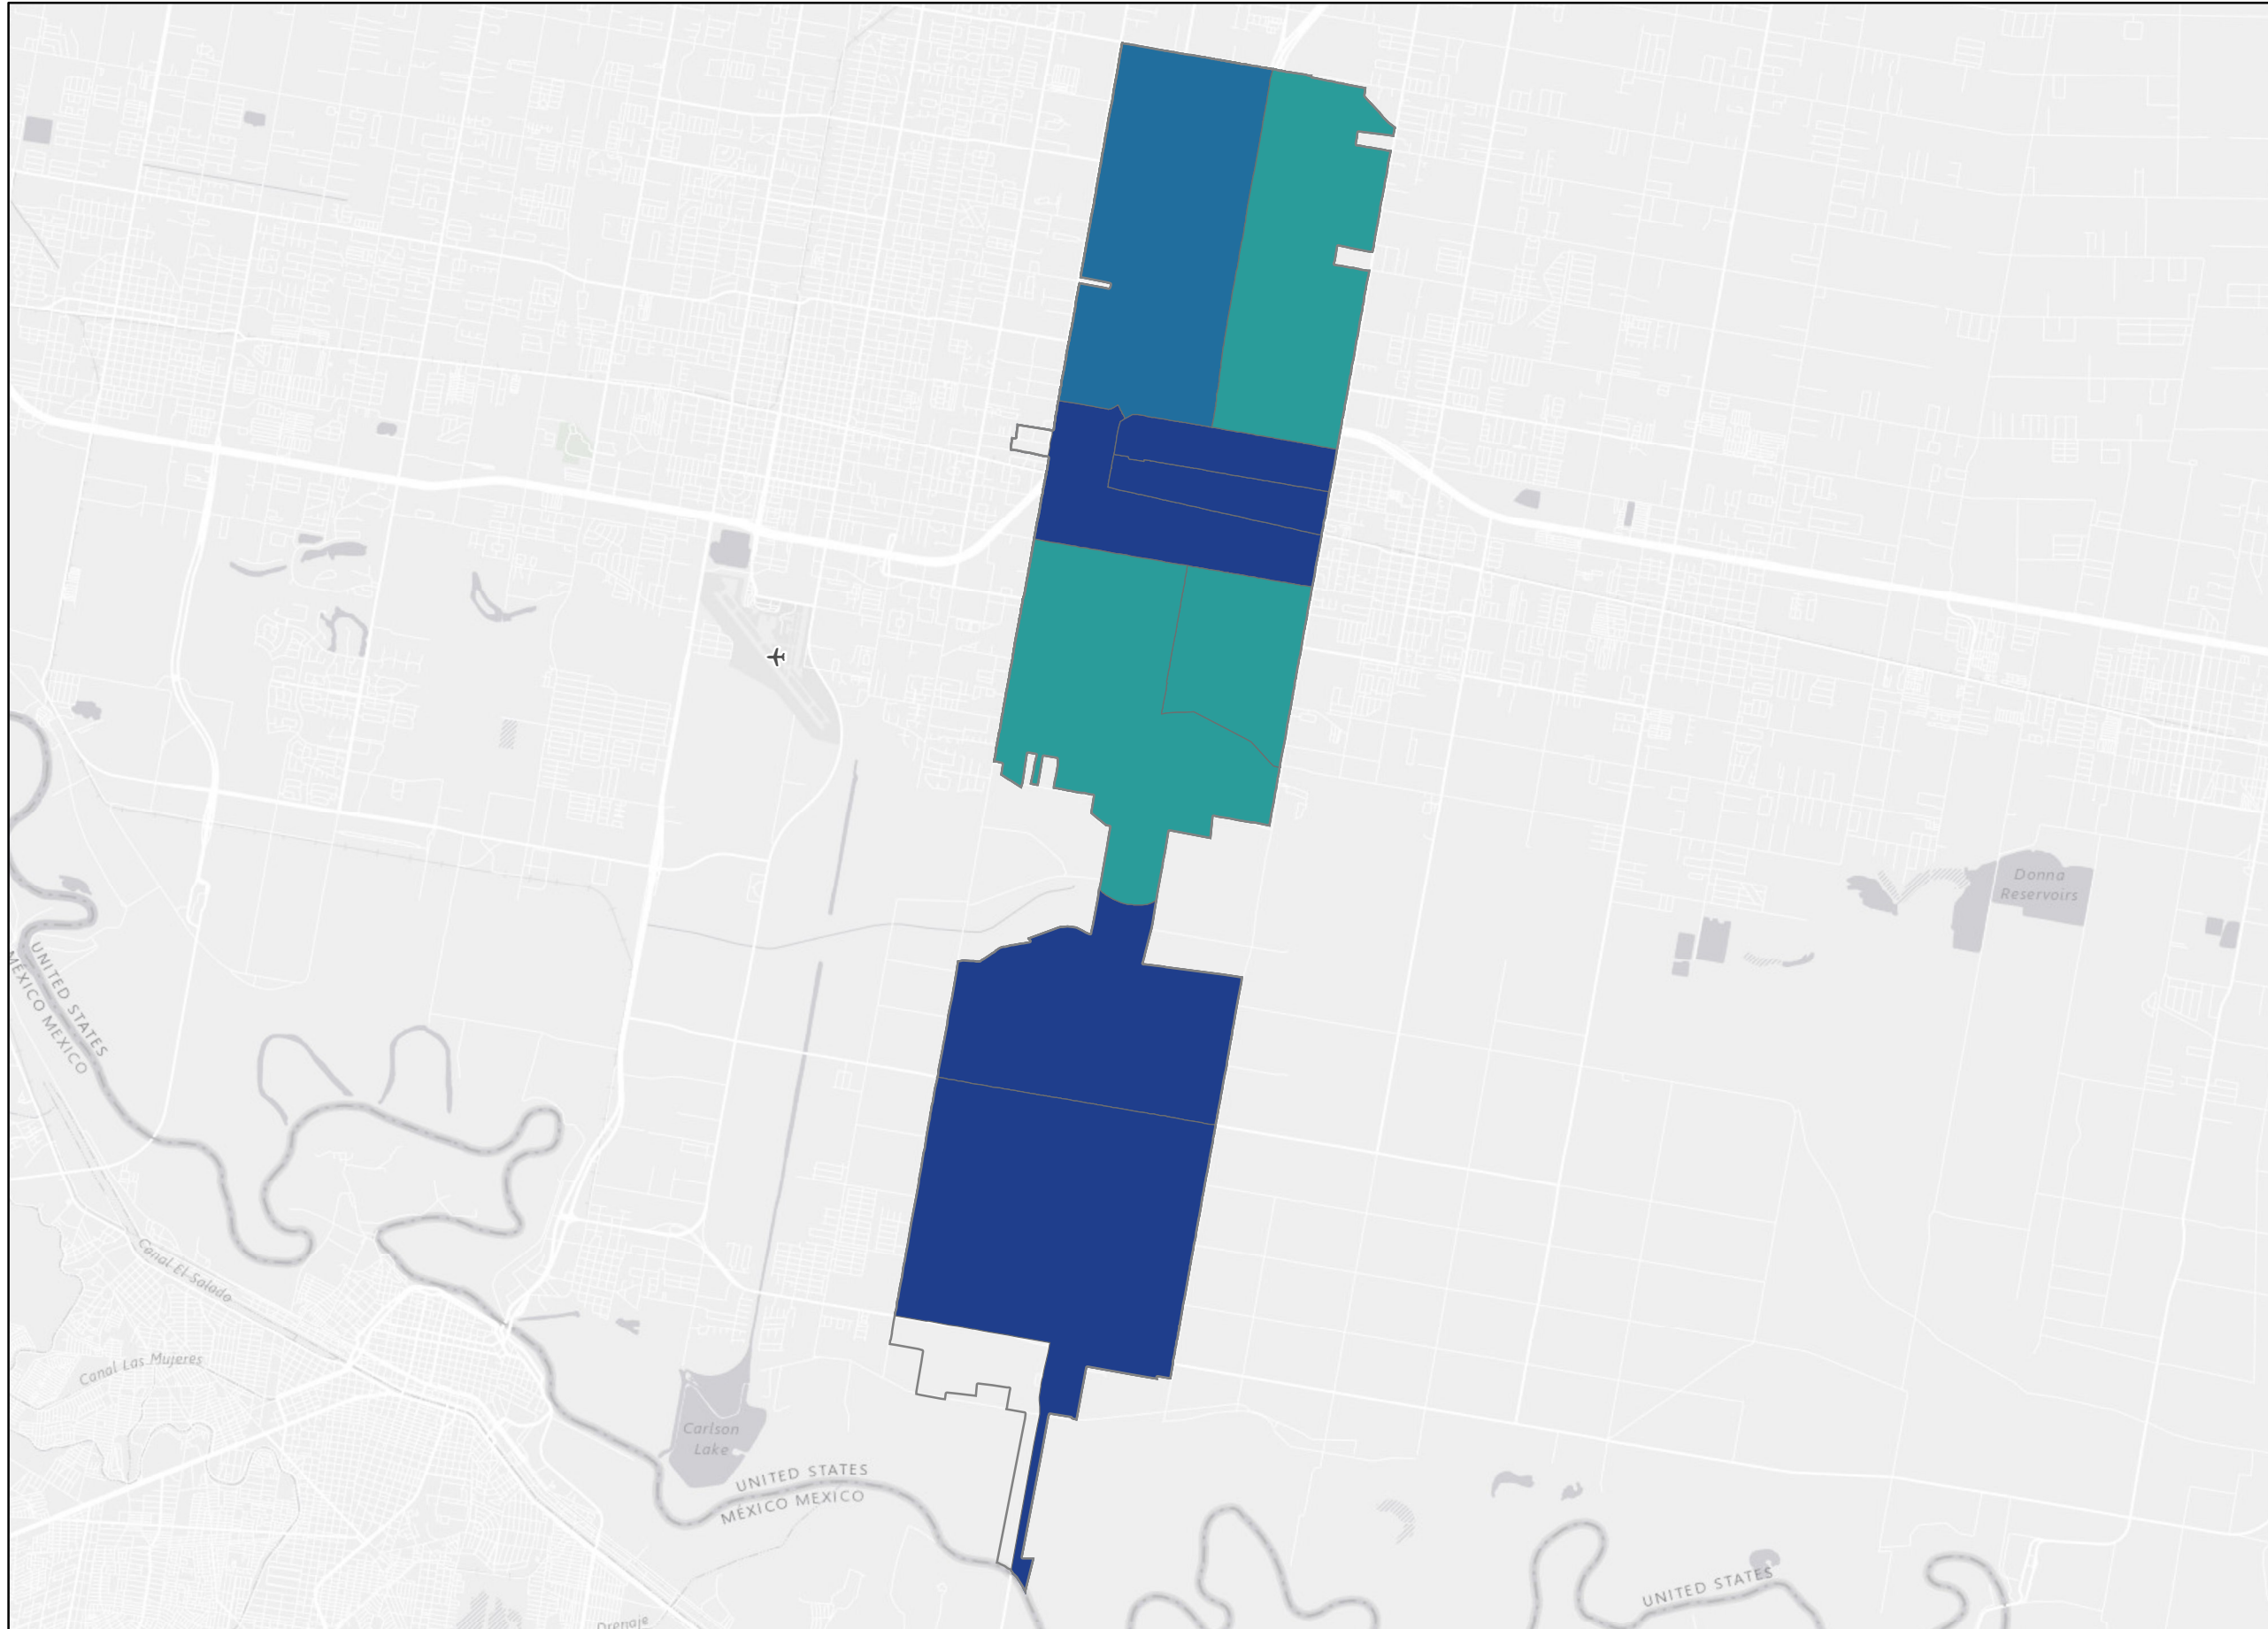 Donna
Reservoirs
UNITED STATES
MÉXICO MEXICO
Canal El Salado
Canal Las Mujeres
Carlson
Lake
UNITED STATES
MÉXICO MEXICO
UNITED STATES
Drenaje